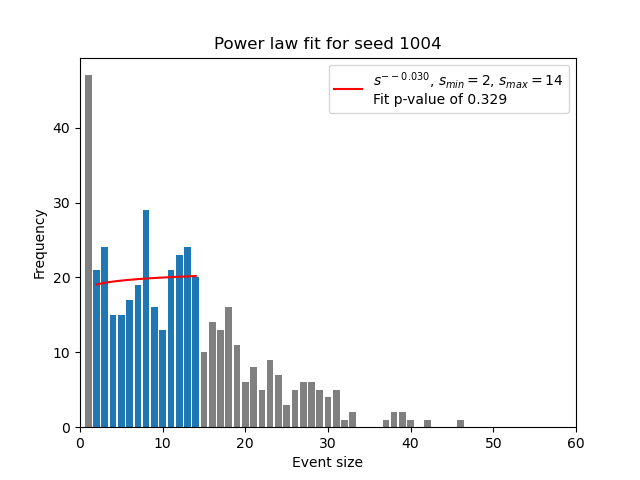 Power law fit for seed 1004
s^{--0.030}, s_{min} = 2, s_{max} = 14
Fit p-value of 0.329
Frequency
40
30
20
10
0
0 10 20 30 40 50 60
Event size